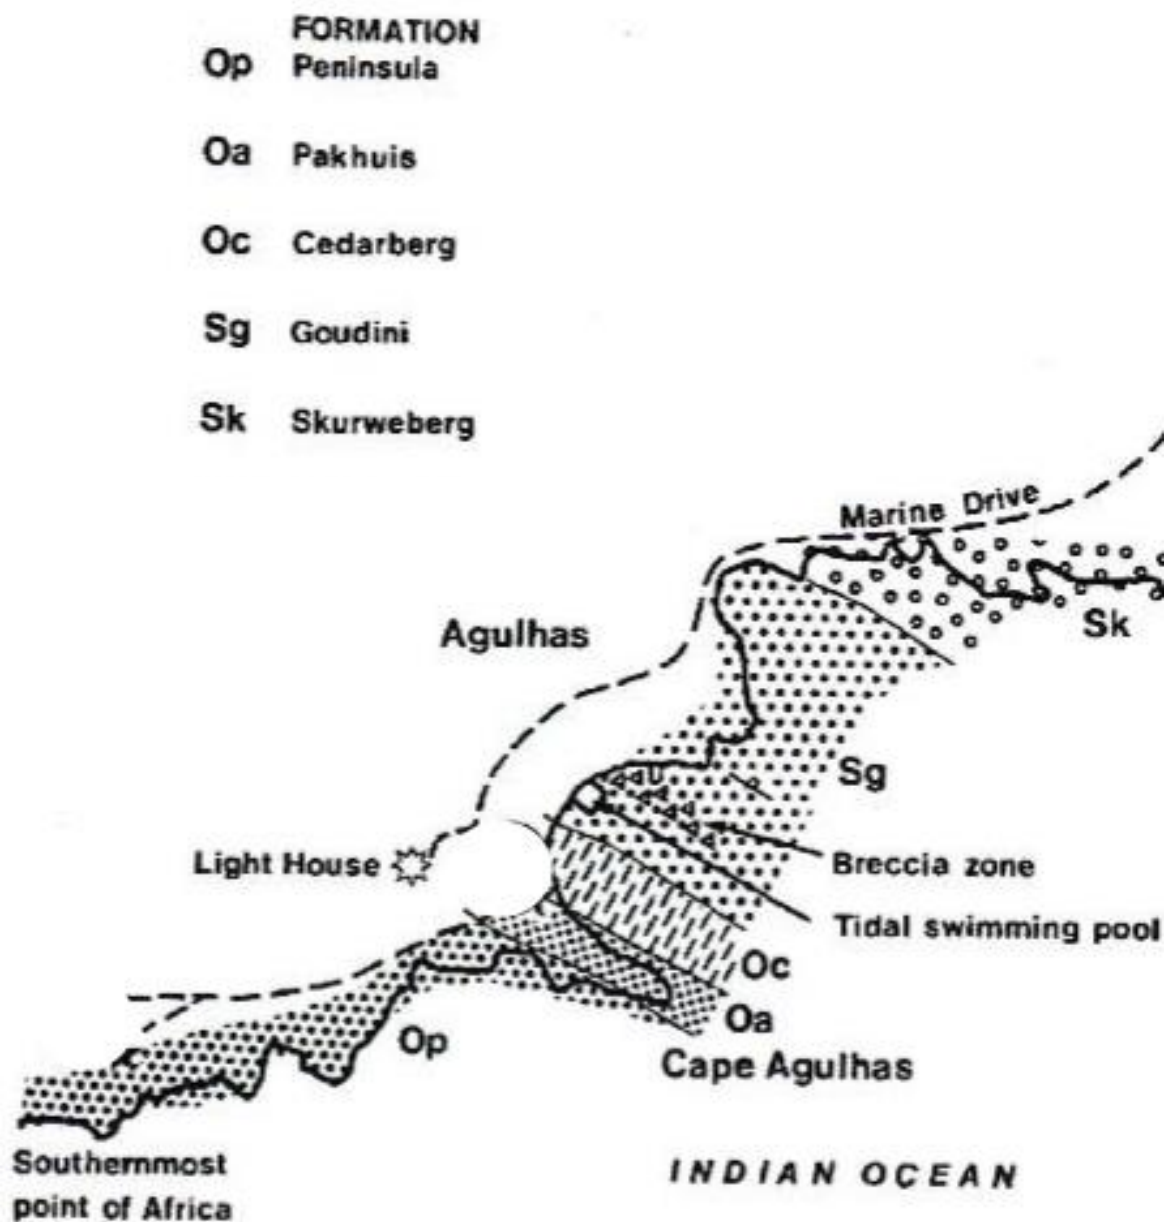 FORMATION
Op Peninsula
Oa Pakhuis
Oc Cedarberg
Sg Goudini
Sk Skurweberg
Marine Drive
Agulhas
Sk
Sg
Light House
Breccia zone
Tidal swimming pool
Oc
Oa
Op
Cape Agulhas
Southernmost
point of Africa
INDIAN OCEAN